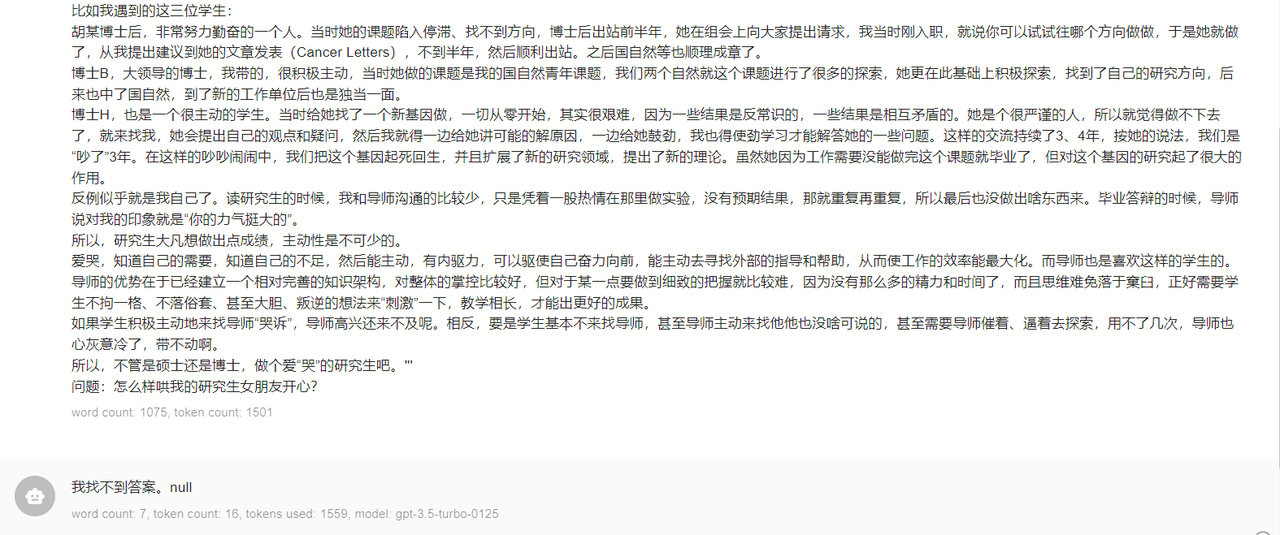 比如我遇到的这三位学生：
胡某博士后，非常努力勤奋的一个人。当时她的课题陷入停滞、找不到方向，博士后出站前半年，她在组会上向大家提出请求，我当时刚入职，就说你可以试试往哪个方向做做，于是她就做
了，从我提出建议到她的文章发表（Cancer Letters），不到半年，然后顺利出站。之后国自然等也顺理成章了。
博士B，大领导的博士，我带的，很积极主动，当时她做的课题是我的国自然青年课题，我们两个自然就这个课题进行了很多的探索，她更在此基础上积极探索，找到了自己的研究方向，后
来也中了国自然，到了新的工作单位后也是独当一面。
博士H，也是一个很主动的学生。当时给她找了一个新基因做，一切从零开始，其实很艰难，因为一些结果是反常识的，一些结果是相互矛盾的。她是个很严谨的人，所以就觉得做不下去
了，就来找我，她会提出自己的观点和疑问，然后我就得一边给她讲可能的解原因，一边给她鼓劲，我也得使劲学习才能解答她的一些问题。这样的交流持续了3、4年，按她的说法，我们是
“吵了”3年。在这样的吵吵闹闹中，我们把这个基因起死回生，并且扩展了新的研究领域，提出了新的理论。虽然她因为工作需要没能做完这个课题就毕业了，但对这个基因的研究起了很大的
作用。
反例似乎就是我自己了。读研究生的时候，我和导师沟通的比较少，只是凭着一股热情在那里做实验，没有预期结果，那就重复再重复，所以最后也没做出啥东西来。毕业答辩的时候，导师
说对我的印象就是“你的力气挺大的”。
所以，研究生大凡想做出点成绩，主动性是不可少的。
爱哭，知道自己的需要，知道自己的不足，然后能主动，有内驱力，可以驱使自己奋力向前，能主动去寻找外部的指导和帮助，从而使工作的效率能最大化。而导师也是喜欢这样的学生的。
导师的优势在于已经建立一个相对完善的知识架构，对整体的掌控比较好，但对于某一点要做到细致的把握就比较难，因为没有那么多的精力和时间了，而且思维难免落于窠臼，正好需要学
生不拘一格、不落俗套、甚至大胆、叛逆的想法来“刺激”一下，教学相长，才能出更好的成果。
如果学生积极主动地来找导师“哭诉”，导师高兴还来不及呢。相反，要是学生基本不来找导师，甚至导师主动来找他他也没啥可说的，甚至需要导师催着、逼着去探索，用不了几次，导师也
心灰意冷了，带不动啊。
所以，不管是硕士还是博士，做个爱“哭”的研究生吧。'''
问题：怎么样哄我的研究生女朋友开心？
word count: 1075, token count: 1501
我找不到答案。null
word count: 7, token count: 16, tokens used: 1559, model: gpt-3.5-turbo-0125